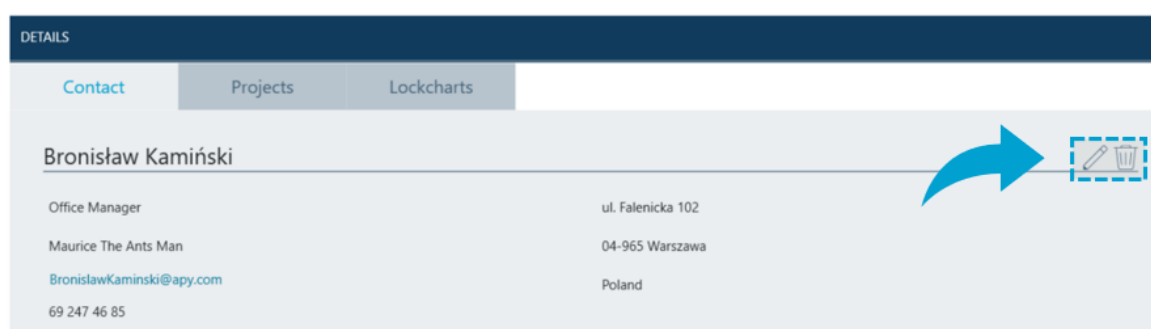 DETAILS
Contact
Projects
Lockcharts
Bronisław Kamiński
Office Manager
Maurice The Ants Man
BronislawKaminski@apy.com
69 247 46 85
ul. Falenicka 102
04-965 Warszawa
Poland